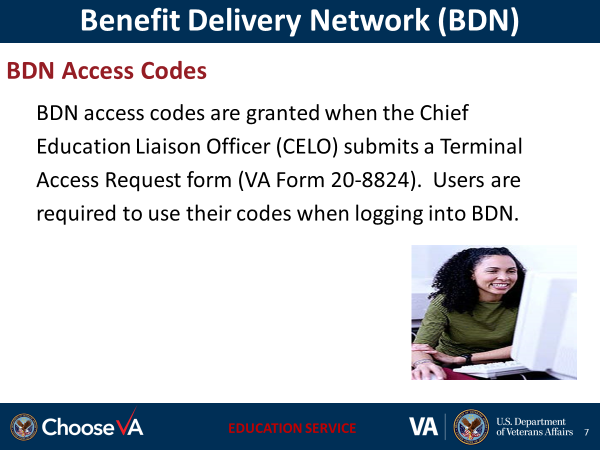 Benefit Delivery Network (BDN)
BDN Access Codes
BDN access codes are granted when the Chief
Education Liaison Officer (CELO) submits a Terminal
Access Request form (VA Form 20-8824).  Users are
required to use their codes when logging into BDN.
ChooseVA
EDUCATION SERVICE
VA
U.S. Department
of Veterans Affairs
7